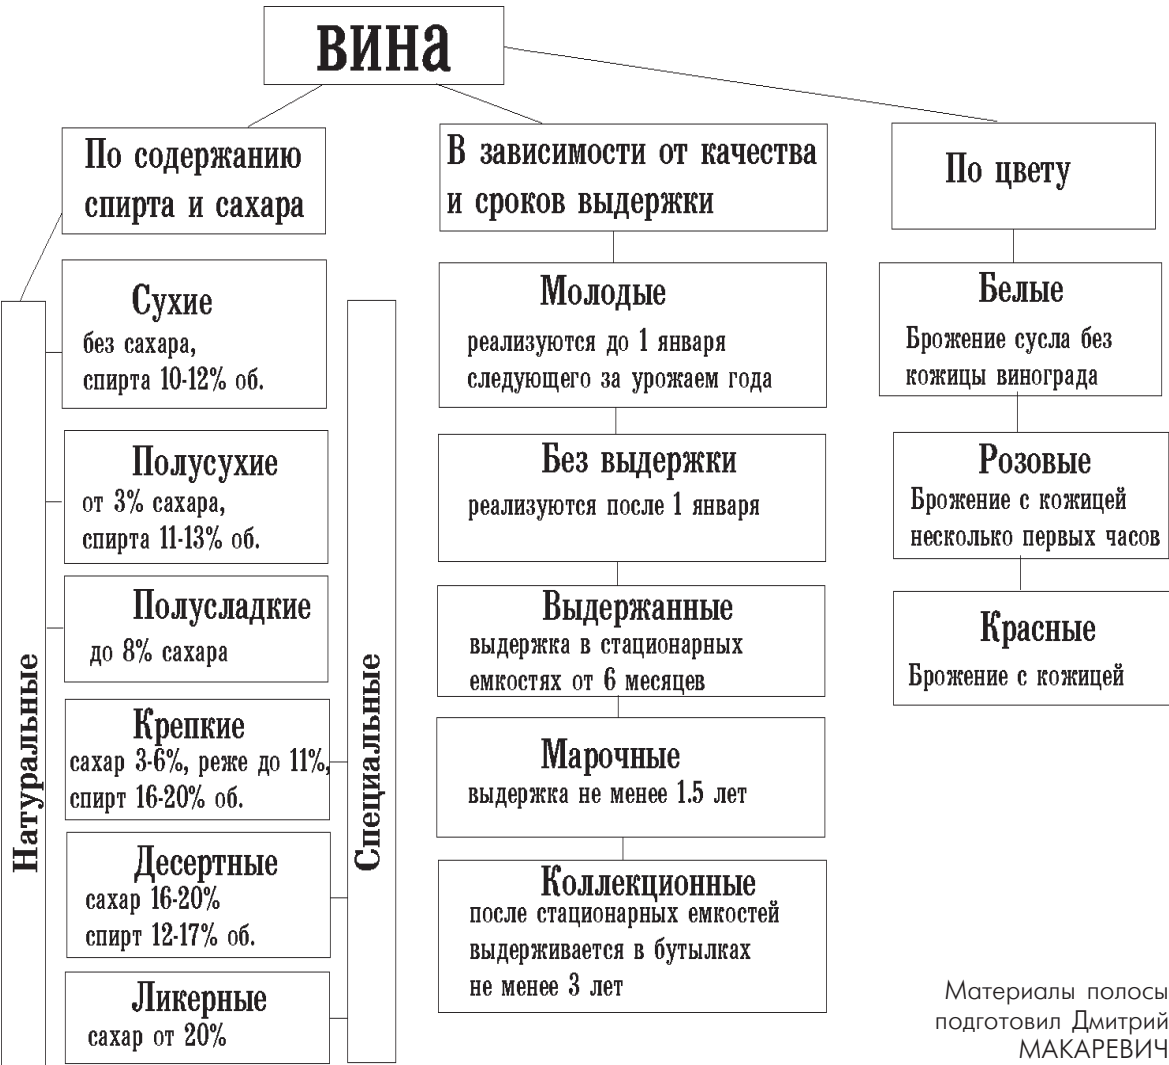 вина
По содержанию
спирта и сахара
Натуральные
Сухие
без сахара,
спирта 10-12% об.
Полусухие
от 3% сахара,
спирта 11-13% об.
Полусладкие
до 8% сахара
Специальные
Крепкие
сахар 3-6%, реже до 11%,
спирт 16-20% об.
Десертные
сахар 16-20%
спирт 12-17% об.
Ликерные
сахар от 20%
В зависимости от качества
и сроков выдержки
Молодые
реализуются до 1 января
следующего за урожаем года
Без выдержки
реализуются после 1 января
Выдержанные
выдержка в стационарных
емкостях от 6 месяцев
Марочные
выдержка не менее 1.5 лет
Коллекционные
после стационарных емкостей
выдерживается в бутылках
не менее 3 лет
По цвету
Белые
Брожение сусла без
кожицы винограда
Розовые
Брожение с кожицей
несколько первых часов
Красные
Брожение с кожицей
Материалы полосы
подготовил Дмитрий
МАКАРЕВИЧ